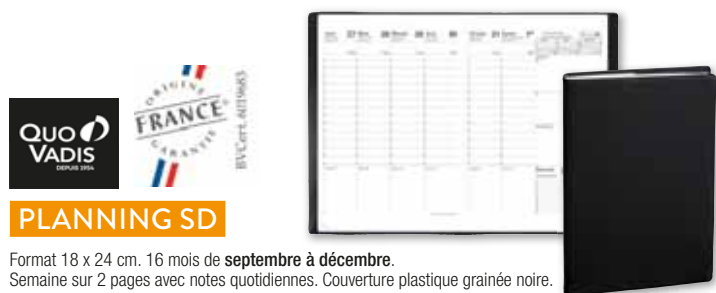 QUO
VADIS
DEPUIS 1954
ORIGINE
FRANCE
GARANTIE
BVCert. 6019683
PLANNING SD
Format 18 x 24 cm. 16 mois de septembre à décembre.
Semaine sur 2 pages avec notes quotidiennes. Couverture plastique grainée noire.